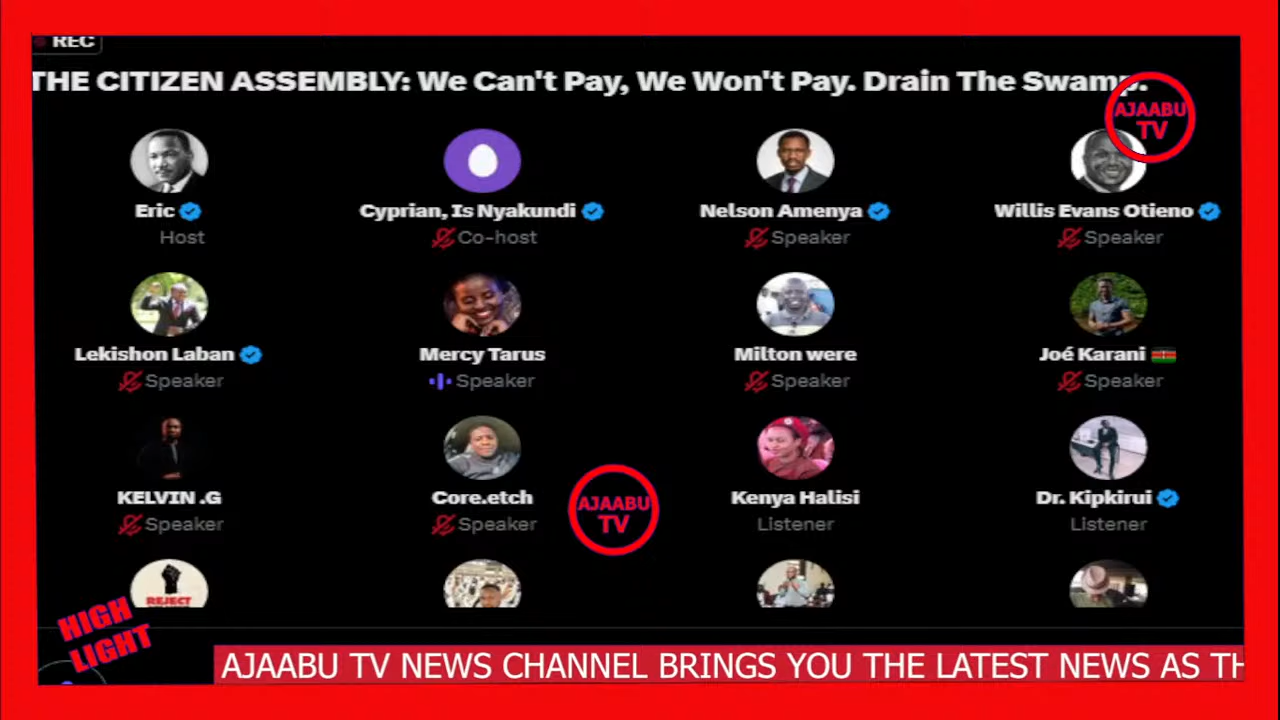 REC
THE CITIZEN ASSEMBLY: We Can't Pay, We Won't Pay. Drain The Swamp.
AJAABU
TV
Eric
Cyprian, Is Nyakundi
Nelson Amenya
Willis Evans Otieno
Host
Co-host
Speaker
Speaker
Lekishon Laban
Mercy Tarus
Milton were
Joé Karani 🇰🇪
Speaker
Speaker
Speaker
Speaker
KELVIN .G
Core.etch
Kenya Halisi
Dr. Kipkirui
Speaker
Speaker
Listener
Listener
AJAABU
TV
REJECT
HIGH
LIGHT
AJAABU TV NEWS CHANNEL BRINGS YOU THE LATEST NEWS AS TH